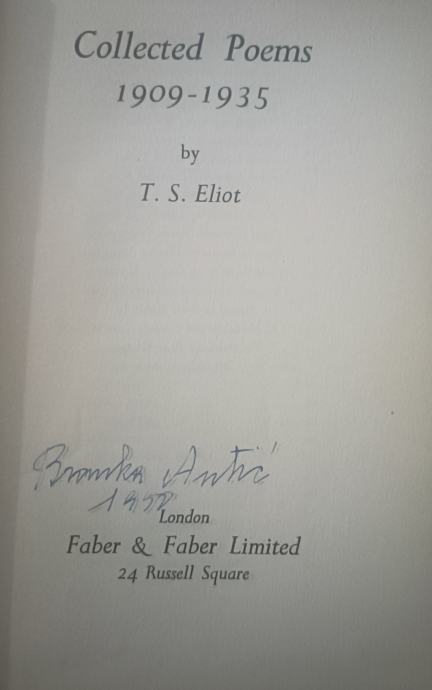 Collected Poems
1909-1935
by
T. S. Eliot
Branka Antić
London
Faber & Faber Limited
24 Russell Square